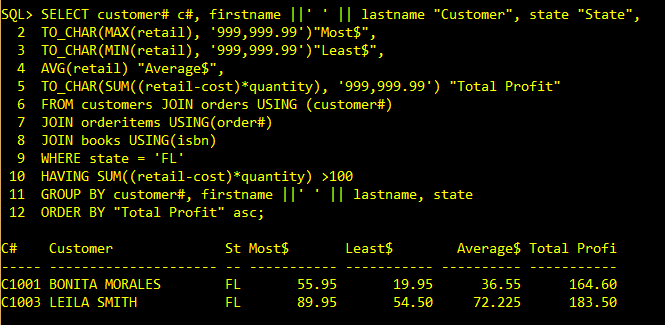 SQL> SELECT customer# c#, firstname ||' ' || lastname "Customer", state "State",
  2  TO_CHAR(MAX(retail), '999,999.99')"Most$",
  3  TO_CHAR(MIN(retail), '999,999.99')"Least$",
  4  AVG(retail) "Average$",
  5  TO_CHAR(SUM((retail-cost)*quantity), '999,999.99') "Total Profit"
  6  FROM customers JOIN orders USING (customer#)
  7  JOIN orderitems USING(order#)
  8  JOIN books USING(isbn)
  9  WHERE state = 'FL'
 10  HAVING SUM((retail-cost)*quantity) >100
 11  GROUP BY customer#, firstname ||' ' || lastname, state
 12  ORDER BY "Total Profit" asc;
C#    Customer              St Most$       Least$        Average$ Total Profi
----- --------------------- -- ----------- ----------- ---------- -----------
C1001 BONITA MORALES        FL       55.95       19.95      36.55      164.60
C1003 LEILA SMITH           FL       89.95       54.50     72.225      183.50